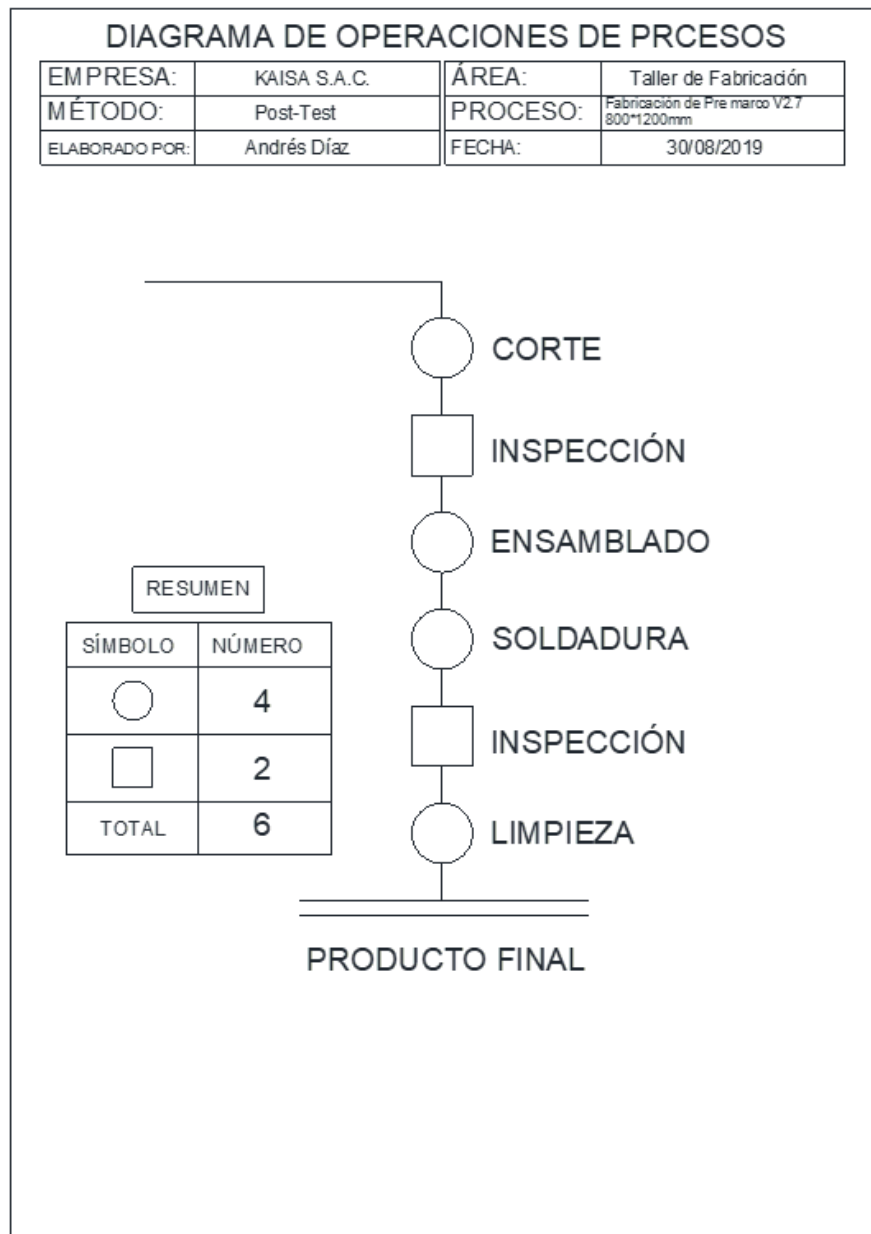 DIAGRAMA DE OPERACIONES DE PRCESOS
EMPRESA: KAISA S.A.C. ÁREA: Taller de Fabricación
MÉTODO: Post-Test PROCESO: Fabricación de Pre marco V2.7
800*1200mm
ELABORADO POR: Andrés Díaz FECHA: 30/08/2019
CORTE
INSPECCIÓN
ENSAMBLADO
SOLDADURA
INSPECCIÓN
LIMPIEZA
RESUMEN
SÍMBOLO NÚMERO
4
2
TOTAL 6
PRODUCTO FINAL